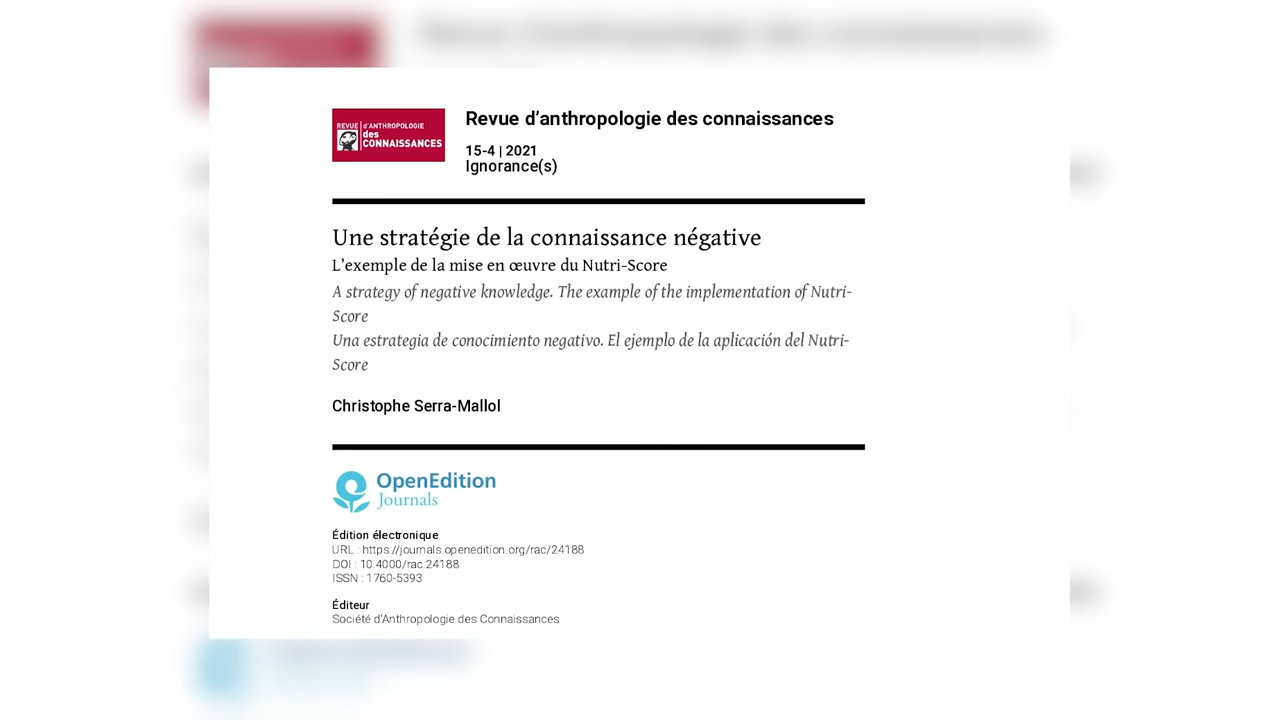 REVUE d'ANTHROPOLOGIE
des
CONNAISSANCES
Revue d'anthropologie des connaissances
15-4 | 2021
Ignorance(s)
Une stratégie de la connaissance négative
L'exemple de la mise en œuvre du Nutri-Score
A strategy of negative knowledge. The example of the implementation of Nutri-
Score
Una estrategia de conocimiento negativo. El ejemplo de la aplicación del Nutri-
Score
Christophe Serra-Mallol
OpenEdition
Journals
Édition électronique
URL : https://journals.openedition.org/rac/24188
DOI : 10.4000/rac.24188
ISSN : 1760-5393
Éditeur
Société d'Anthropologie des Connaissances